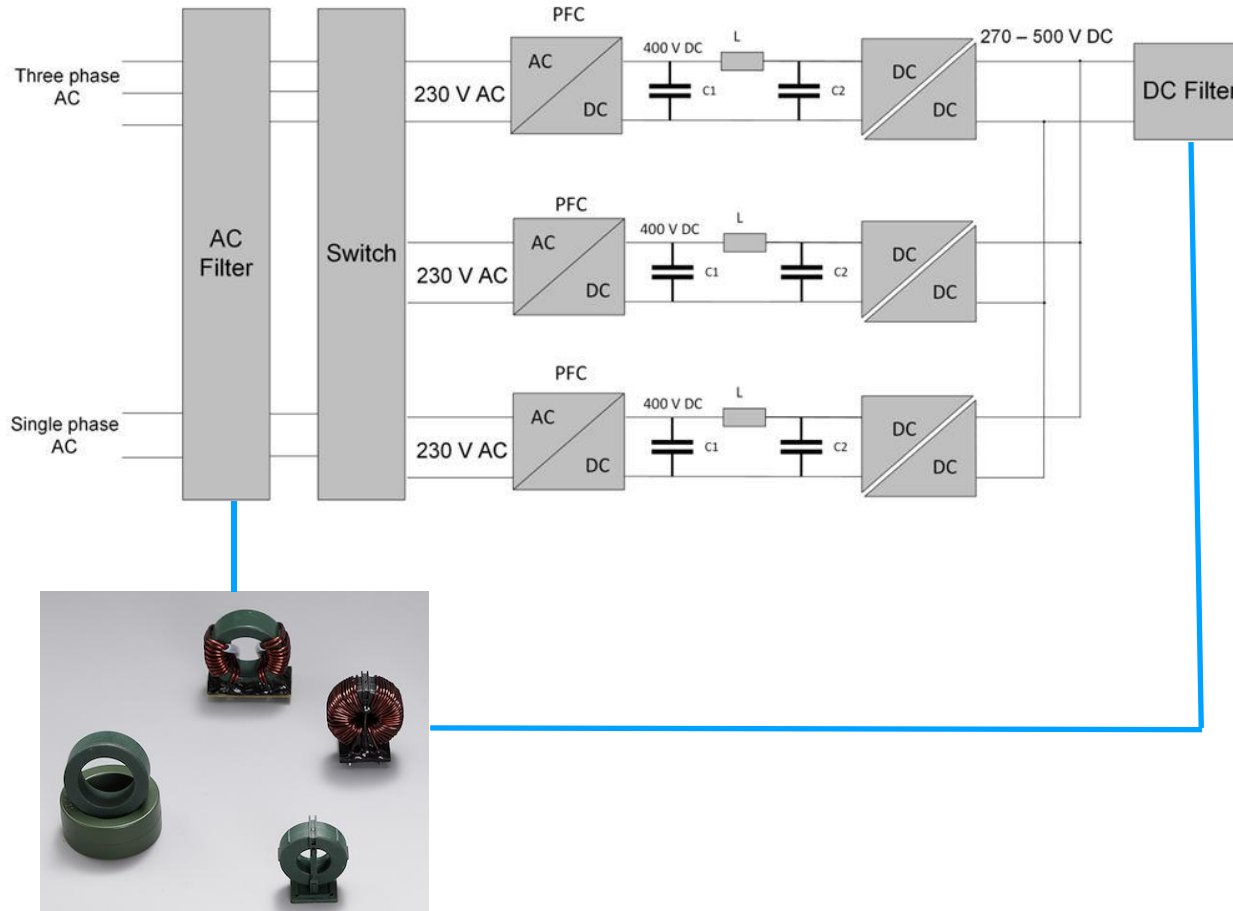 PFC
400 V DC
L
270 – 500 V DC
Three phase
AC
230 V AC
AC
DC
C1
C2
DC
DC
DC Filter
AC
Filter
Switch
PFC
400 V DC
L
230 V AC
AC
DC
C1
C2
DC
DC
PFC
400 V DC
L
Single phase
AC
230 V AC
AC
DC
C1
C2
DC
DC